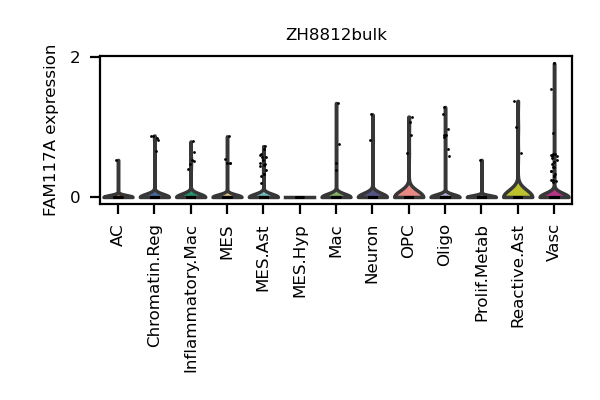 ZH8812bulk
FAM117A expression
2
0
AC
Chromatin.Reg
Inflammatory.Mac
MES
MES.Ast
MES.Hyp
Mac
Neuron
OPC
Oligo
Prolif.Metab
Reactive.Ast
Vasc